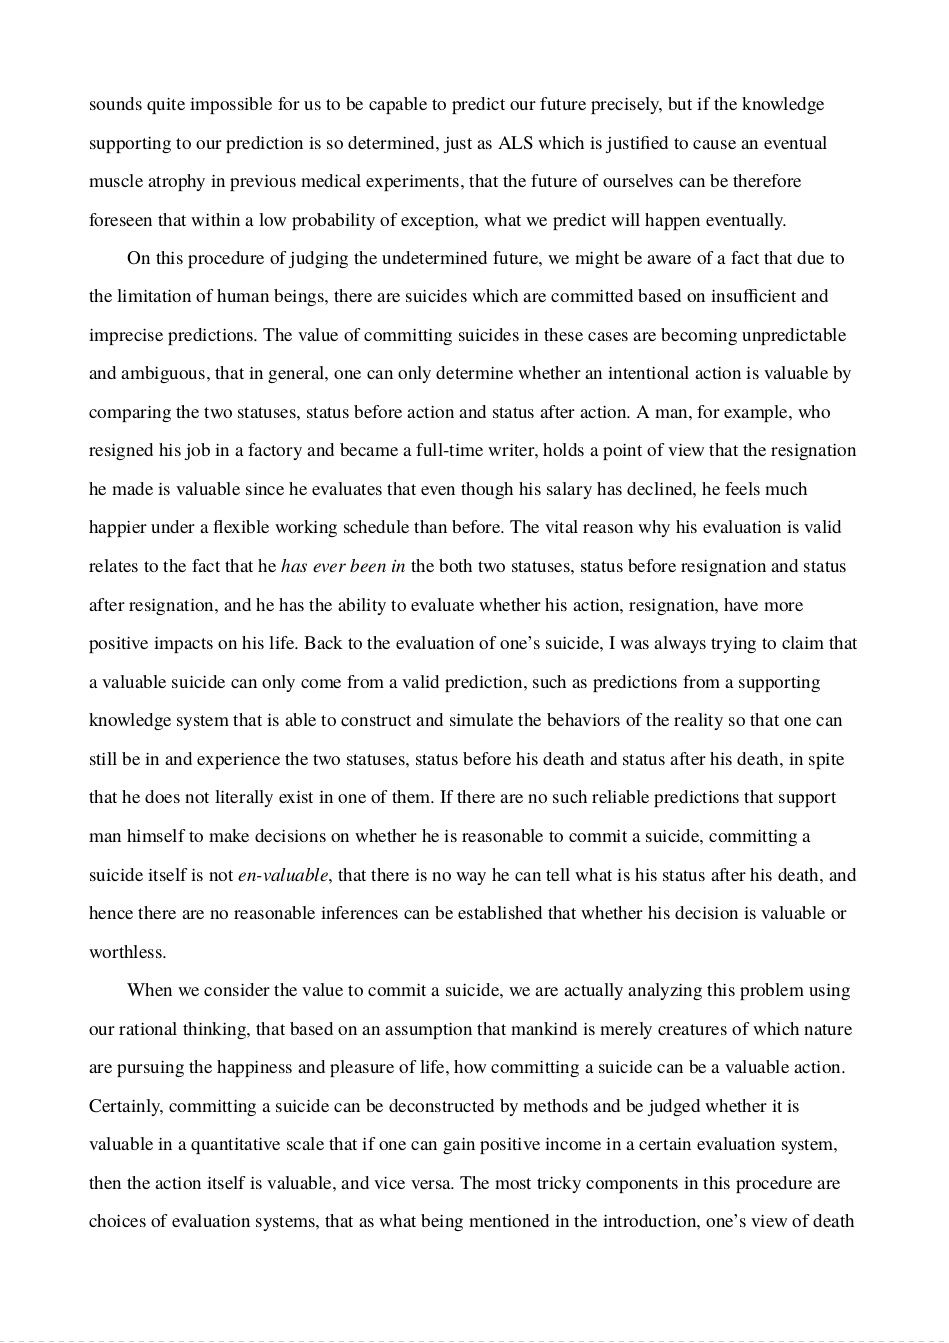 sounds quite impossible for us to be capable to predict our future precisely, but if the knowledge
supporting to our prediction is so determined, just as ALS which is justified to cause an eventual
muscle atrophy in previous medical experiments, that the future of ourselves can be therefore
foreseen that within a low probability of exception, what we predict will happen eventually.
On this procedure of judging the undetermined future, we might be aware of a fact that due to
the limitation of human beings, there are suicides which are committed based on insufficient and
imprecise predictions. The value of committing suicides in these cases are becoming unpredictable
and ambiguous, that in general, one can only determine whether an intentional action is valuable by
comparing the two statuses, status before action and status after action. A man, for example, who
resigned his job in a factory and became a full-time writer, holds a point of view that the resignation
he made is valuable since he evaluates that even though his salary has declined, he feels much
happier under a flexible working schedule than before. The vital reason why his evaluation is valid
relates to the fact that he has ever been in the both two statuses, status before resignation and status
after resignation, and he has the ability to evaluate whether his action, resignation, have more
positive impacts on his life. Back to the evaluation of one’s suicide, I was always trying to claim that
a valuable suicide can only come from a valid prediction, such as predictions from a supporting
knowledge system that is able to construct and simulate the behaviors of the reality so that one can
still be in and experience the two statuses, status before his death and status after his death, in spite
that he does not literally exist in one of them. If there are no such reliable predictions that support
man himself to make decisions on whether he is reasonable to commit a suicide, committing a
suicide itself is not en-valuable, that there is no way he can tell what is his status after his death, and
hence there are no reasonable inferences can be established that whether his decision is valuable or
worthless.
When we consider the value to commit a suicide, we are actually analyzing this problem using
our rational thinking, that based on an assumption that mankind is merely creatures of which nature
are pursuing the happiness and pleasure of life, how committing a suicide can be a valuable action.
Certainly, committing a suicide can be deconstructed by methods and be judged whether it is
valuable in a quantitative scale that if one can gain positive income in a certain evaluation system,
then the action itself is valuable, and vice versa. The most tricky components in this procedure are
choices of evaluation systems, that as what being mentioned in the introduction, one’s view of death